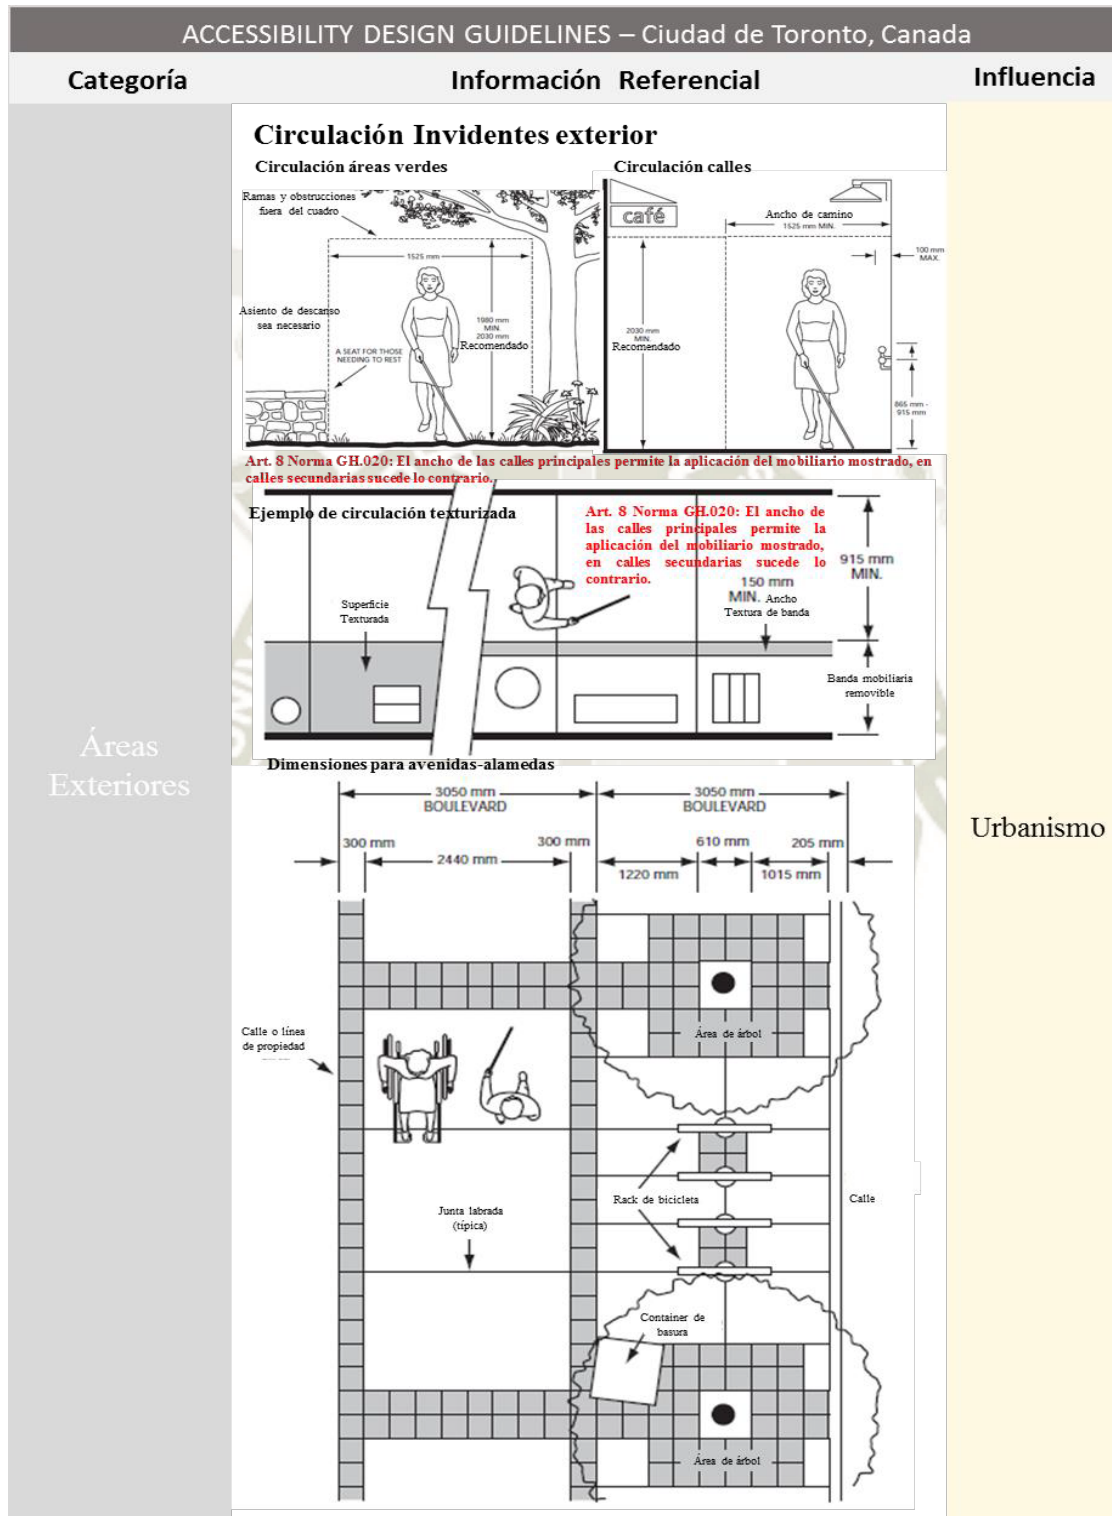 ACCESSIBILITY DESIGN GUIDELINES – Ciudad de Toronto, Canada
Categoría
Información Referencial
Influencia
Circulación Invidentes exterior
Circulación áreas verdes
Circulación calles
Ramas y obstrucciones
fuera del cuadro
1525 mm
Asiento de descanso
sea necesario
A SEAT FOR THOSE
NEEDING TO REST
1980 mm
MIN.
2030 mm
Recomendado
café
Ancho de camino
1525 mm MIN.
100 mm
MAX.
2030 mm
MIN.
Recomendado
865 mm -
915 mm
Art. 8 Norma GH.020: El ancho de las calles principales permite la aplicación del mobiliario mostrado, en
calles secundarias sucede lo contrario.
Ejemplo de circulación texturizada
Art. 8 Norma GH.020: El ancho de
las calles principales permite la
aplicación del mobiliario mostrado,
en calles secundarias sucede lo
contrario.
915 mm
MIN.
150 mm
MIN. Ancho
Textura de banda
Superficie
Texturada
Banda mobiliaria
removible
Áreas
Exteriores
Urbanismo
Dimensiones para avenidas-alamedas
3050 mm
BOULEVARD
3050 mm
BOULEVARD
300 mm
2440 mm
300 mm
1220 mm
610 mm
1015 mm
205 mm
Calle o línea
de propiedad
Área de árbol
Rack de bicicleta
Calle
Junta labrada
(típica)
Container de
basura
Área de árbol